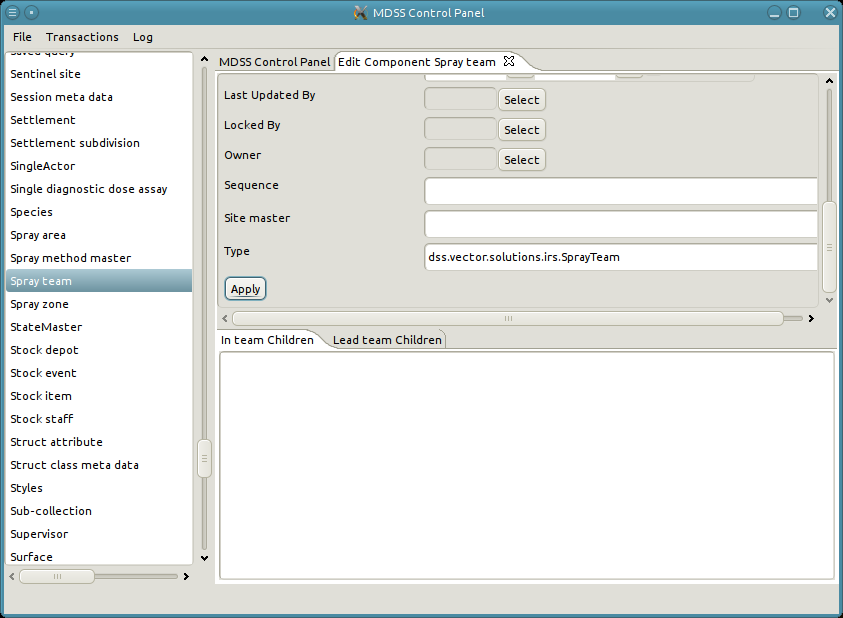 MDSS Control Panel
File Transactions Log
Saved query
Sentinel site
Session meta data
Settlement
Settlement subdivision
SingleActor
Single diagnostic dose assay
Species
Spray area
Spray method master
Spray team
Spray zone
StateMaster
Stock depot
Stock event
Stock item
Stock staff
Struct attribute
Struct class meta data
Styles
Sub-collection
Supervisor
Surface
MDSS Control Panel Edit Component Spray team
Last Updated By Select
Locked By Select
Owner Select
Sequence
Site master
Type dss.vector.solutions.irs.SprayTeam
Apply
In team Children Lead team Children